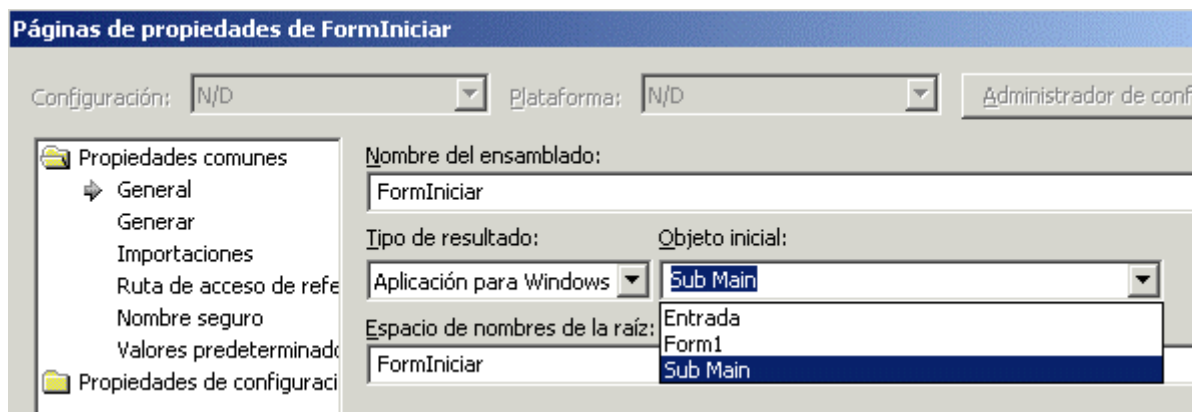 Páginas de propiedades de FormIniciar
Configuración: N/D Plataforma: N/D Administrador de conf
Propiedades comunes
General
Generar
Importaciones
Ruta de acceso de refe
Nombre seguro
Valores predeterminado
Propiedades de configuraci
Nombre del ensamblado:
FormIniciar
Tipo de resultado: Objeto inicial:
Aplicación para Windows Sub Main
Entrada
Form1
Sub Main
Espacio de nombres de la raíz:
FormIniciar